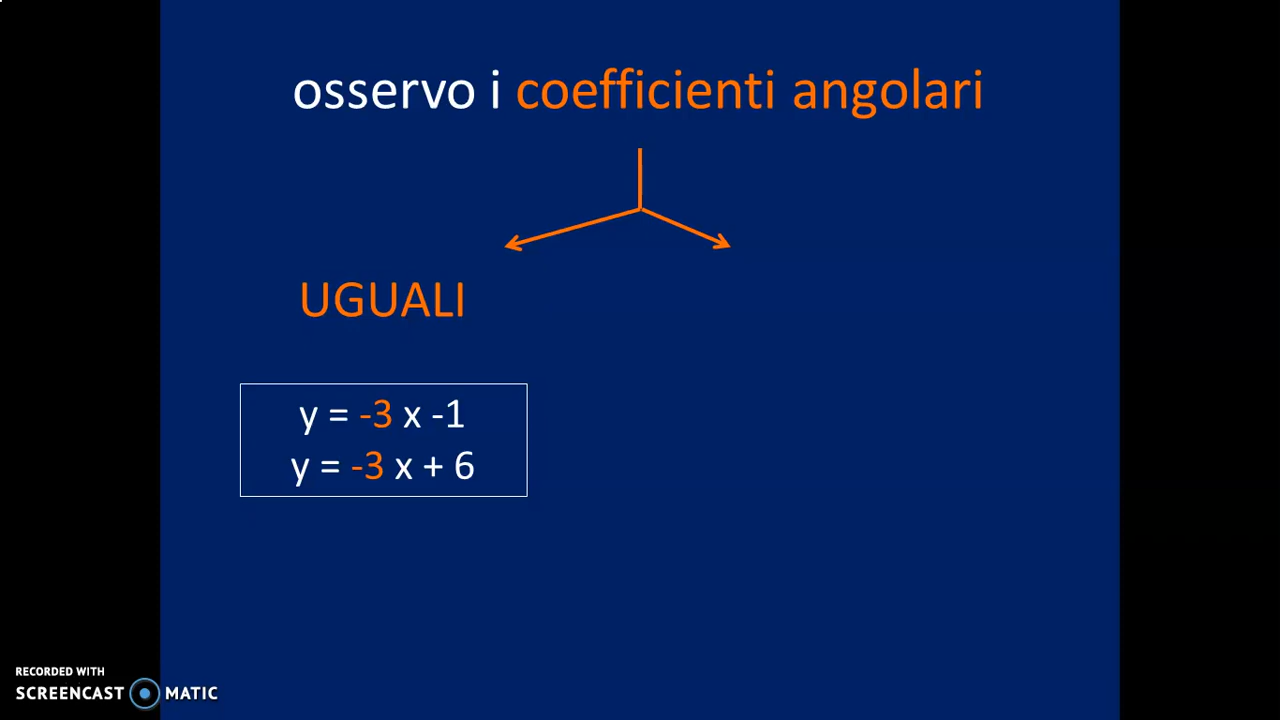 osservo i coefficienti angolari
UGUALI
y = -3 x -1
y = -3 x + 6
RECORDED WITH
SCREENCAST MATIC